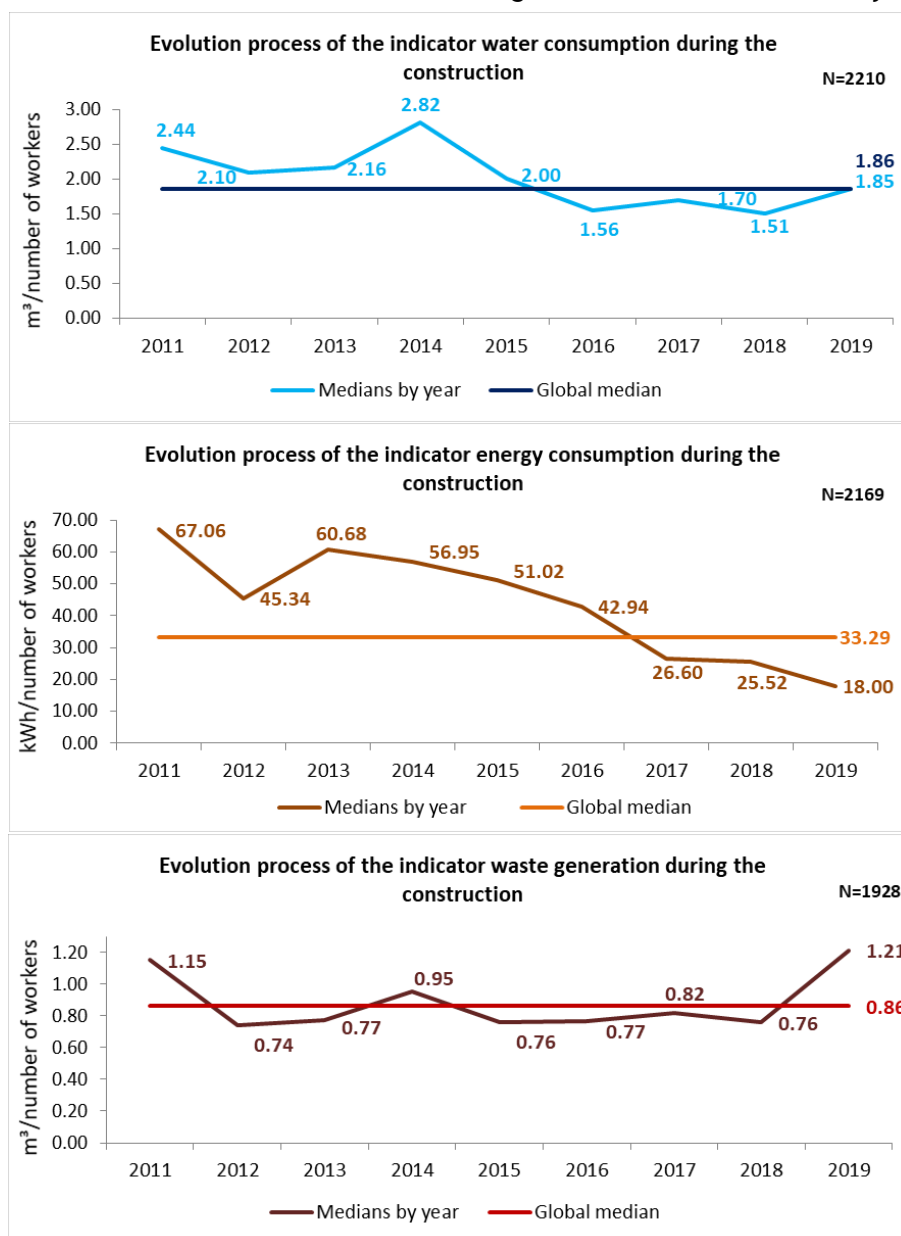 Evolution process of the indicator water consumption during the
construction
N=2210
m³/number of workers
3.00
2.50
2.00
1.50
1.00
0.50
0.00
2.44
2.10
2.16
2.82
2.00
1.56
1.70
1.51
1.86
1.85
2011 2012 2013 2014 2015 2016 2017 2018 2019
Medians by year Global median
Evolution process of the indicator energy consumption during the
construction
N=2169
kWh/number of workers
70.00
60.00
50.00
40.00
30.00
20.00
10.00
0.00
67.06
45.34
60.68
56.95
51.02
42.94
26.60
25.52
33.29
18.00
2011 2012 2013 2014 2015 2016 2017 2018 2019
Medians by year Global median
Evolution process of the indicator waste generation during the
construction
N=1928
m³/number of workers
1.20
1.00
0.80
0.60
0.40
0.20
0.00
1.15
0.74
0.77
0.95
0.76
0.77
0.82
0.76
1.21
0.86
2011 2012 2013 2014 2015 2016 2017 2018 2019
Medians by year Global median